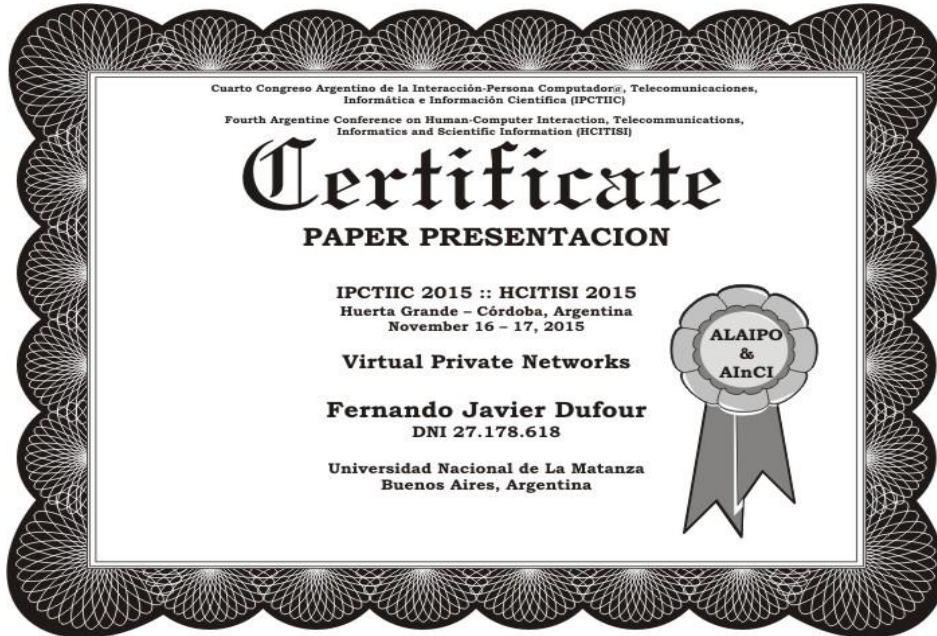 Cuarto Congreso Argentino de la Interacción-Persona Computador@, Telecomunicaciones,
Informática e Información Científica (IPCTIIC)
Fourth Argentine Conference on Human-Computer Interaction, Telecommunications,
Informatics and Scientific Information (HCITISI)
Certificate
PAPER PRESENTACION
IPCTIIC 2015 :: HCITISI 2015
Huerta Grande – Córdoba, Argentina
November 16 – 17, 2015
Virtual Private Networks
Fernando Javier Dufour
DNI 27.178.618
Universidad Nacional de La Matanza
Buenos Aires, Argentina
ALAIPO
&
AInCI